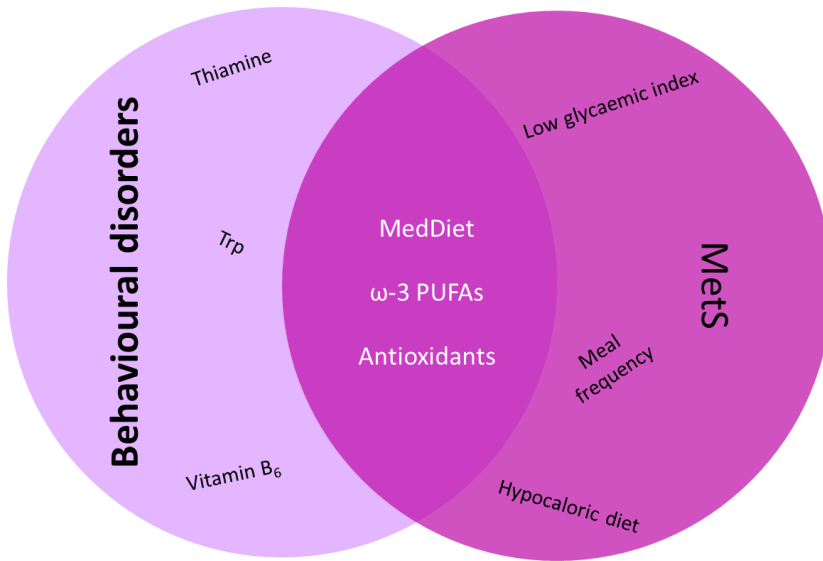 Thiamine
Low glycaemic index
Behavioural disorders
Trp
MedDiet
ω-3 PUFAs
Antioxidants
MetS
Meal
frequency
Vitamin B₆
Hypocaloric diet